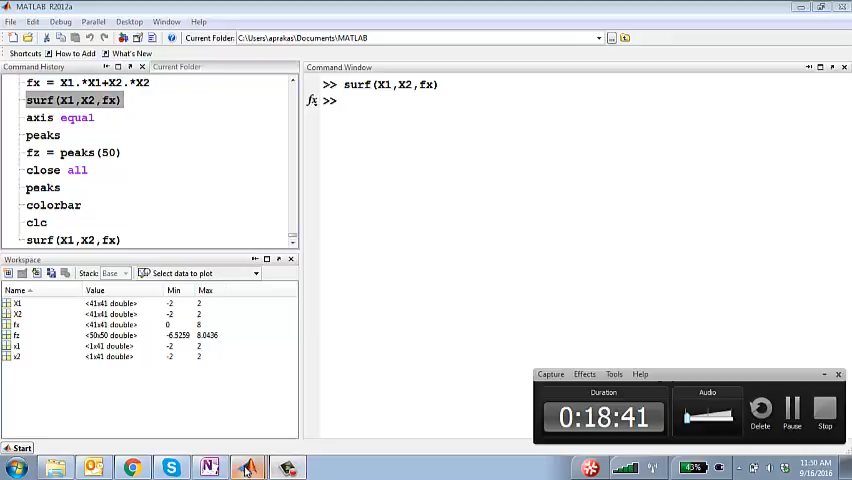 MATLAB R2012a
File Edit Debug Parallel Desktop Window Help
Current Folder: C:\Users\aprakas\Documents\MATLAB
Shortcuts How to Add What's New
Command History Current Folder
fx = X1.*X1+X2.*X2
surf(X1,X2,fx)
axis equal
peaks
fz = peaks(50)
close all
peaks
colorbar
clc
surf(X1,X2,fx)
Command Window
>> surf(X1,X2,fx)
fx >>
Workspace
Stack: Base Select data to plot
Name Value Min Max
X1 <41x41 double> -2 2
X2 <41x41 double> -2 2
fx <41x41 double> 0 8
fz <50x50 double> -6.5259 8.0436
x1 <1x41 double> -2 2
x2 <1x41 double> -2 2
Capture Effects Tools Help
Duration
0:18:41
Audio
Delete Pause Stop
Start
43%
11:50 AM
9/16/2016